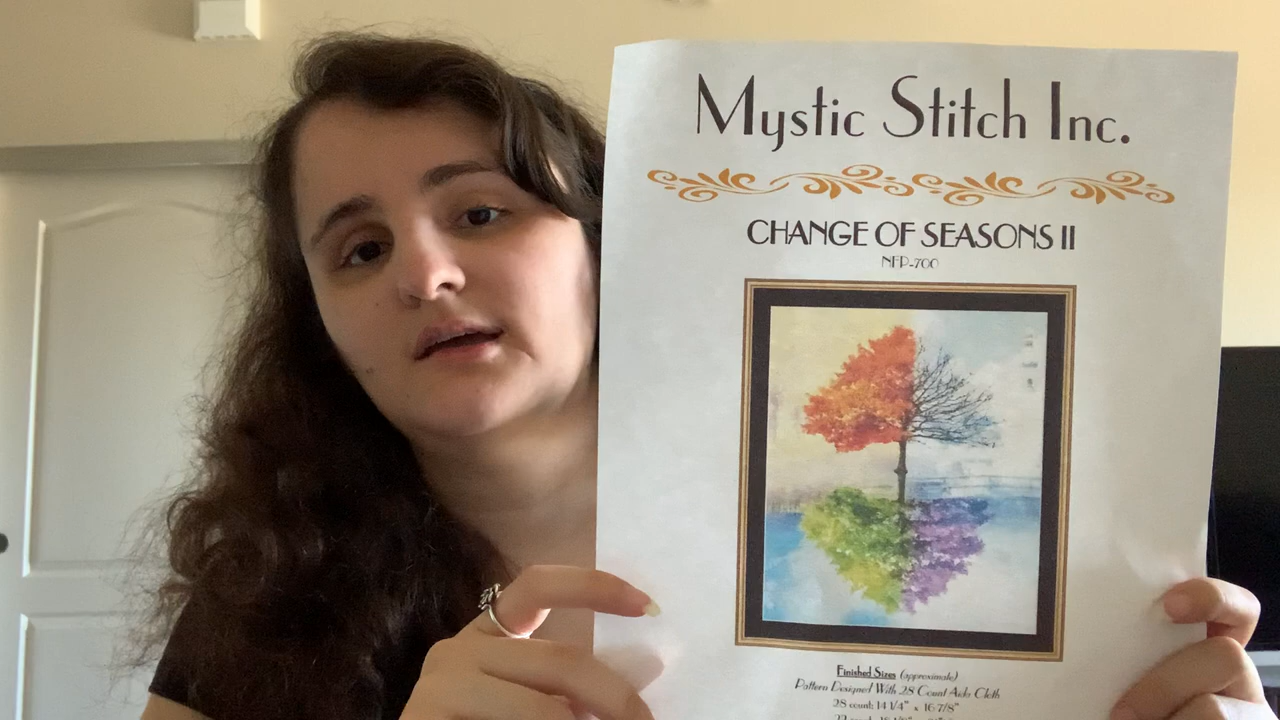 Mystic Stitch Inc.
CHANGE OF SEASONS II
NFP-700
Finished Sizes (approximate)
Pattern Designed With 28 Count Aida Cloth
28 count: 14 1/4" x 16-7/8"